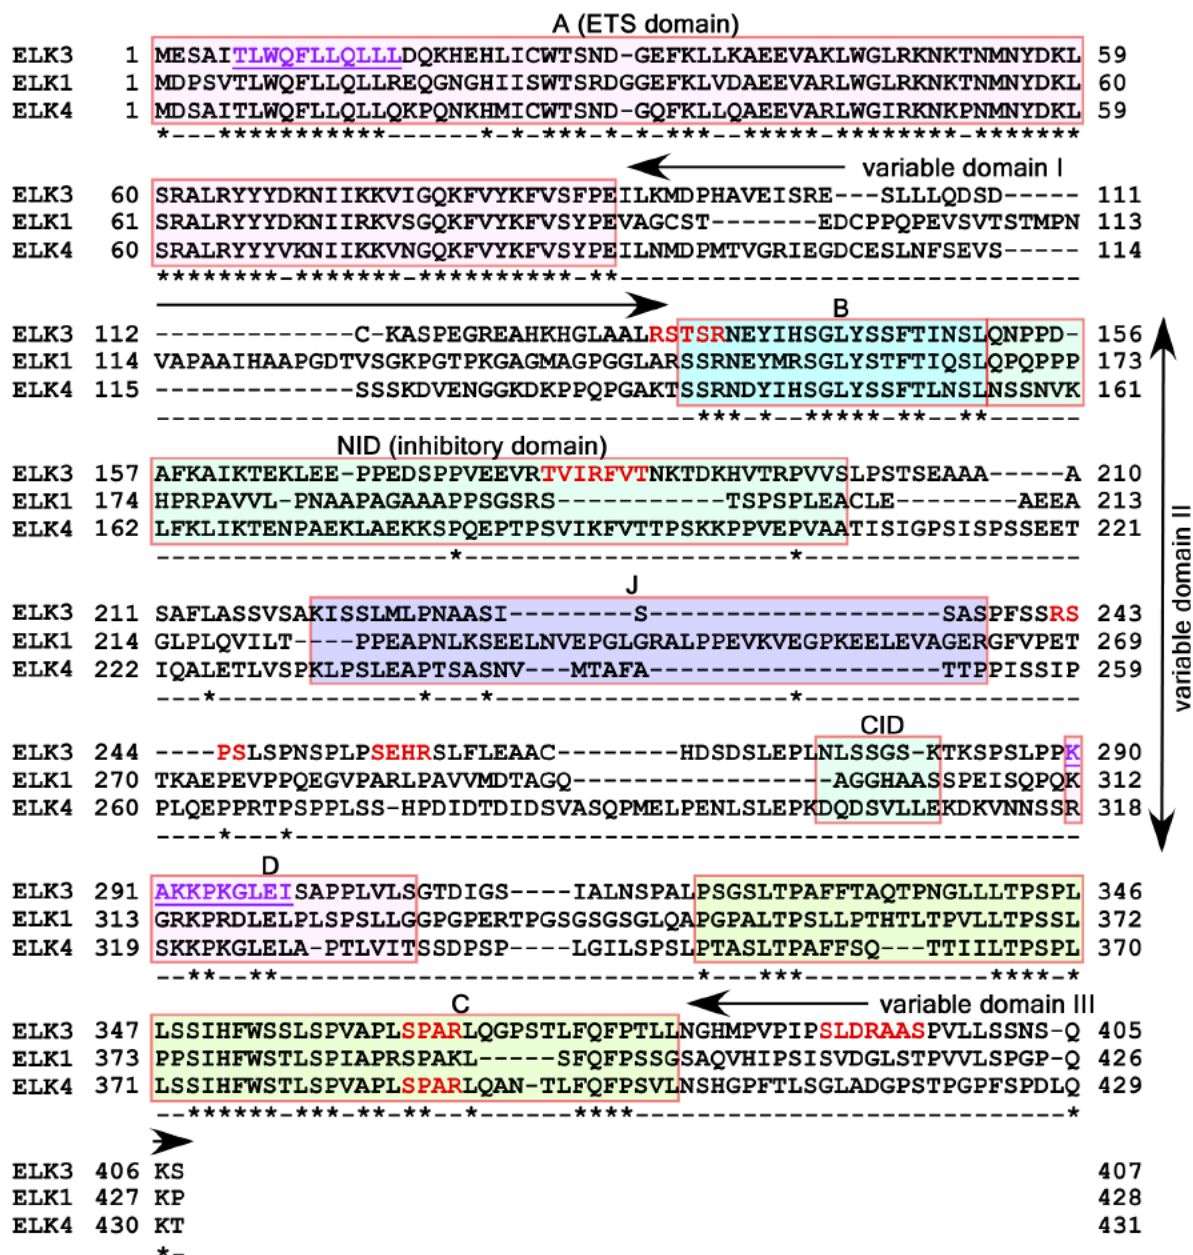 A (ETS domain)
ELK3 1 MESAITLWQFLLQLLLDQKHEHLICWTSND-GEFKLLKAEEVAKLWGLRKNKTNMNYDKL 59
ELK1 1 MDPSVTLWQFLLQLLREQGNGHIISWTSRDGGEFKLVDAEEVARLWGLRKNKTNMNYDKL 60
ELK4 1 MDSAITLWQFLLQLLQKPQNKHMICWTSND-GQFKLLQAEEVARLWGIRKNKPNMNYDKL 59
*---***********------*-*-***-*-*-***--*****-********-*******
variable domain I
ELK3 60 SRALRYYYDKNIIKKVIGQKFVYKFVSFPEILKMDPHAVEISRE---SLLLQDSD----- 111
ELK1 61 SRALRYYYDKNIIRKVSGQKFVYKFVSYPEVAGCST-------EDCPPQPEVSVTSTMPN 113
ELK4 60 SRALRYYYVKNIIKKVNGQKFVYKFVSYPEILNMDPMTVGRIEGDCESLNFSEVS----- 114
********-*******-**********-**------------------------------
B
ELK3 112 -------------C-KASPEGREAHKHGLAALRSTSRNEYIHSGLYSSFTINSLQNPPD- 156
ELK1 114 VAPAAIHAAPGDTVSGKPGTPKGAGMAGPGGLARSSRNEYMRSGLYSTFTIQSLQPQPPP 173
ELK4 115 -------------SSSKDVENGGKDKPPQPGAKTSSRNDYIHSGLYSSFTLNSLNSSNVK 161
-----------------------------------***-*--*****-**--**------
NID (inhibitory domain)
ELK3 157 AFKAIKTEKLEE-PPEDSPPVEEVRTVIRFVTNKTDKHVTRPVVSLPSTSEAAA-----A 210
ELK1 174 HPRPAVVL-PNAAPAGAAAPPSGSRS-----------TSPSPLEACLE--------AEEA 213
ELK4 162 LFKLIKTENPAEKLAEKKSPQEPTPSVIKFVTTPSKKPPVEPVAATISIGPSISPSSEET 221
-------------------*---------------------*------------------
J
ELK3 211 SAFLASSVSAKISSLMLPNAASI--------S-------------------SASPFSSRS 243
ELK1 214 GLPLQVILT----PPEAPNLKSEELNVEPGLGRALPPEVKVEGPKEELEVAGERGFVPET 269
ELK4 222 IQALETLVSPKLPSLEAPTSASNV---MTAFA-------------------TTPPISSIP 259
---*-------------*---*-------------------*------------------
CID
ELK3 244 ----PSLSPNSPLPSEHRSLFLEAAC--------HDSDSLEPLNLSSGS-KTKSPSLPPK 290
ELK1 270 TKAEPEVPPQEGVPARLPAVVMDTAGQ-----------------AGGHAASSPEISQPQK 312
ELK4 260 PLQEPPRTPSPPLSS-HPDIDTDIDSVASQPMELPENLSLEPKDQDSVLLEKDKVNNSSR 318
----*---*---------------------------------------------------
variable domain II
D
ELK3 291 AKKPKGLEISAPPLVLSGTDIGS----IALNSPALPSGSLTPAFFTAQTPNGLLLTPSPL 346
ELK1 313 GRKPRDLELPLSPSLLGGPGPERTPGSGSGSGLQAPGPALTPSLLPTHTLTPVLLTPSSL 372
ELK4 319 SKKPKGLELA-PTLVITSSDPSP----LGILSPSLPTASLTPAFFSQ---TTIILTPSPL 370
--**--**---------------------------*---***------------****-*
C
variable domain III
ELK3 347 LSSIHFWSSLSPVAPLSPARLQGPSTLFQFPTLLNGHMPVPIPSLDRAASPVLLSSNS-Q 405
ELK1 373 PPSIHFWSTLSPIAPRSPAKL-----SFQFPSSGSAQVHIPSISVDGLSTPVVLSPGP-Q 426
ELK4 371 LSSIHFWSTLSPVAPLSPARLQAN-TLFQFPSVLNSHGPFTLSGLADGPSTPGPFSPDLQ 429
--******-***-**-**--*------****----------------------------*
ELK3 406 KS 407
ELK1 427 KP 428
ELK4 430 KT 431
*-